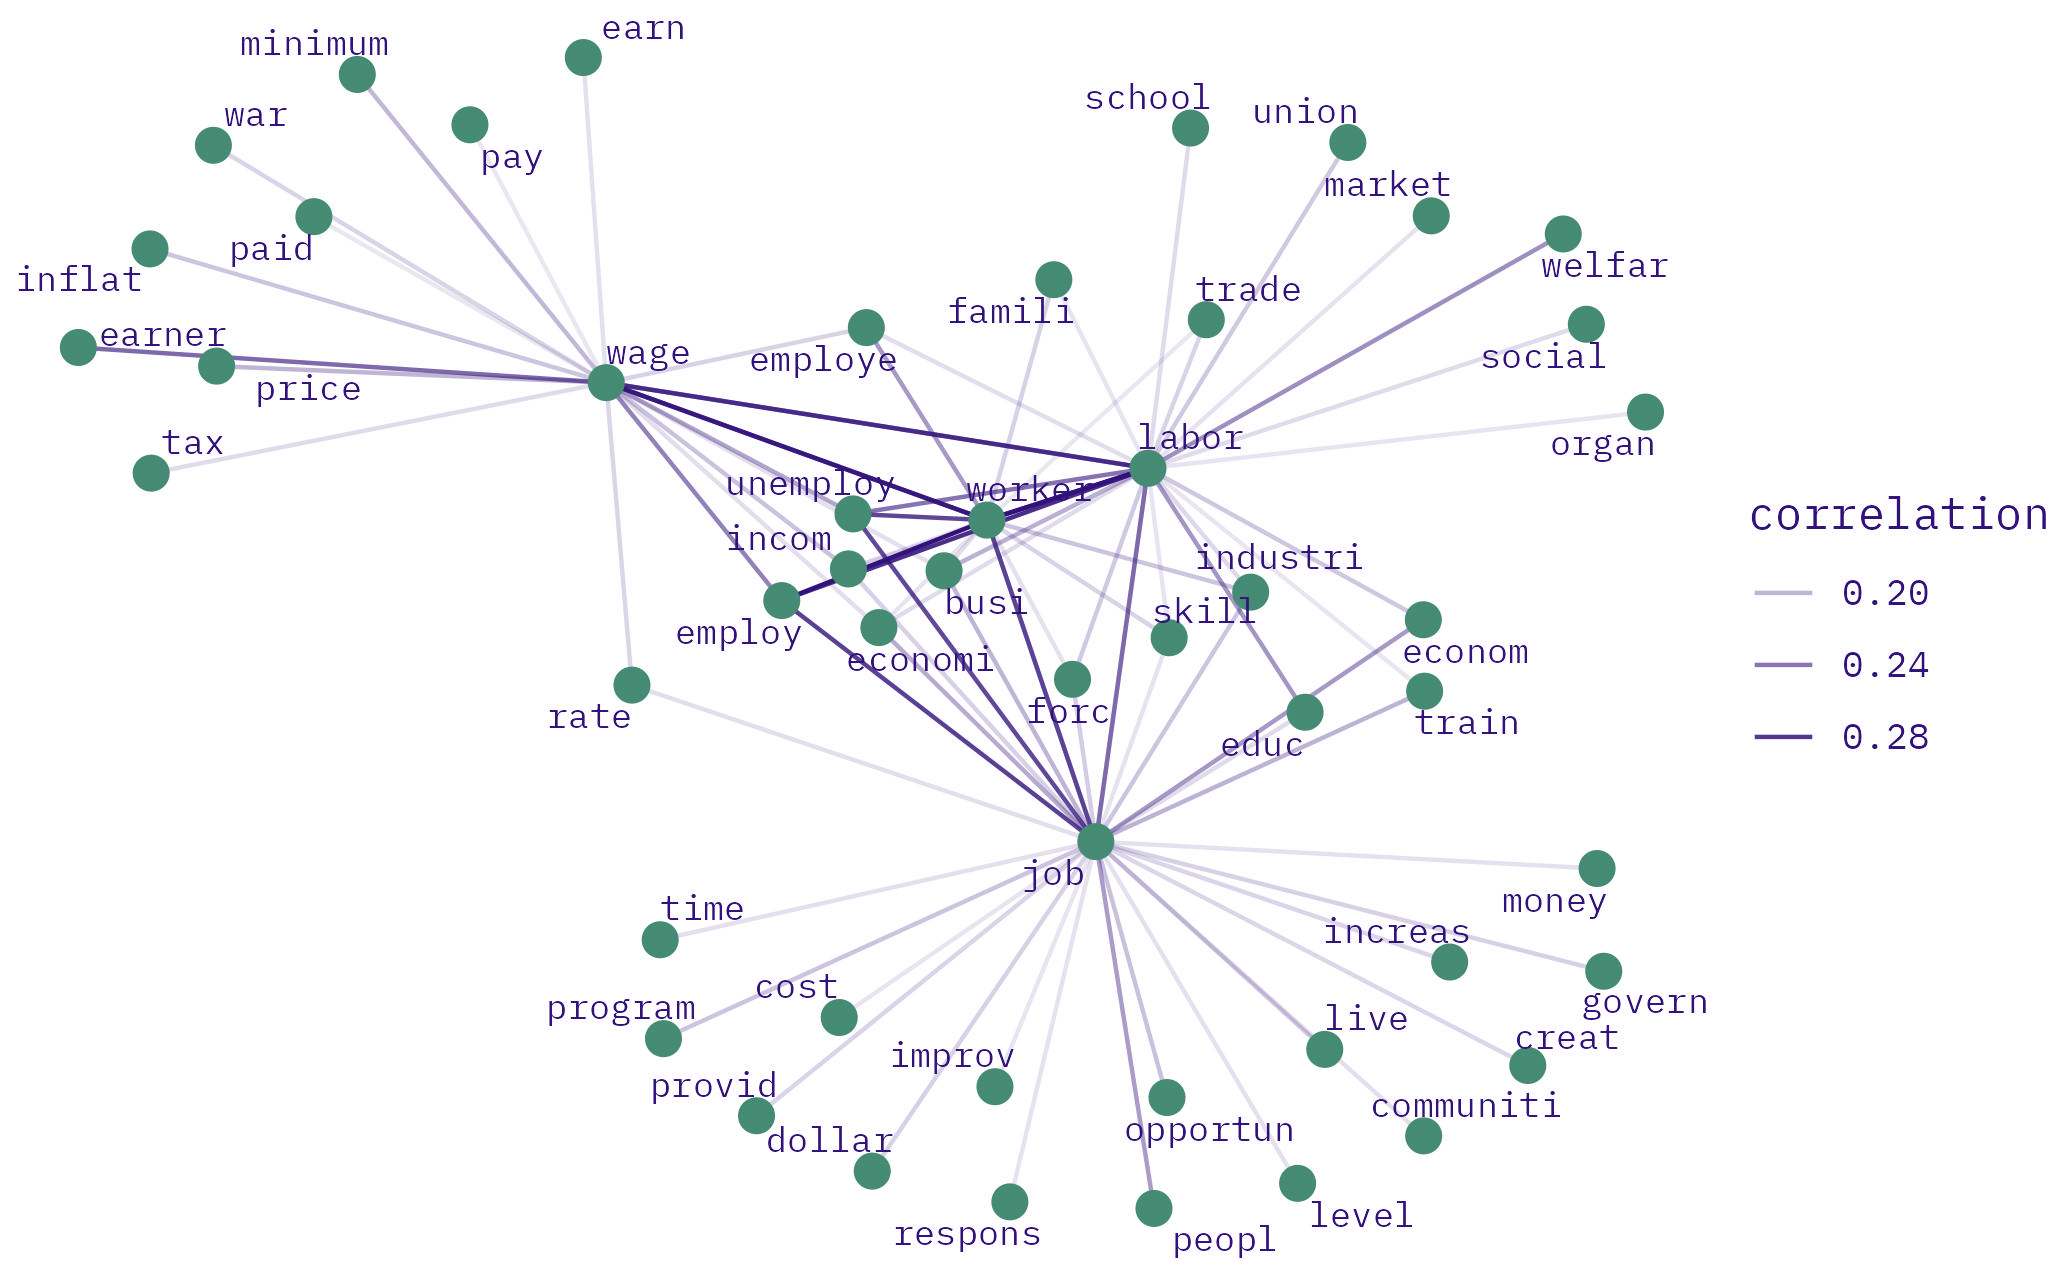 earn
minimum
school
union
war
pay
market
paid
welfar
inflat
trade
famili
earner
wage
employe
social
price
labor
tax
organ
unemploy
worker
correlation
incom
industri
0.20
busi
skill
employ
economi
econom
0.24
rate
forc
train
educ
0.28
job
money
time
increas
cost
program
govern
live
creat
improv
provid
communiti
opportun
dollar
level
respons
peopl